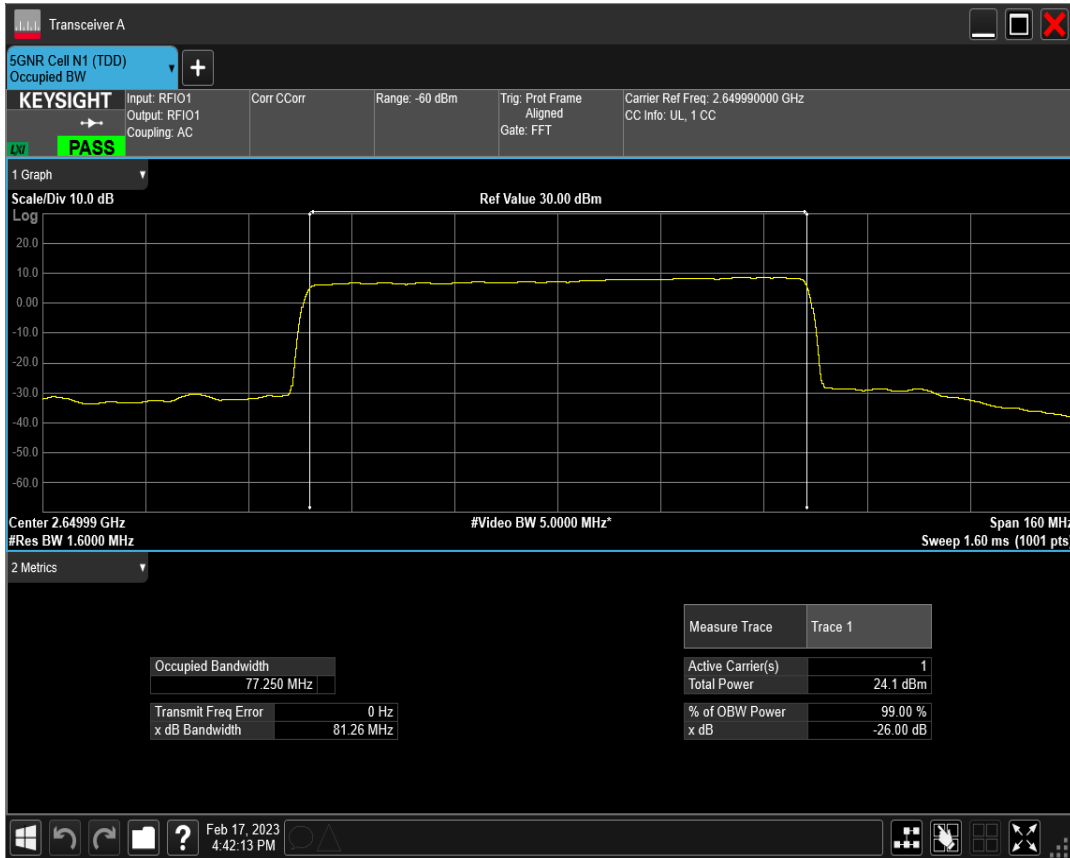 Transceiver A
5GNR Cell N1 (TDD)
Occupied BW
+
KEYSIGHT
LXI
PASS
Input: RFIO1
Output: RFIO1
Coupling: AC
Corr CCorr
Range: -60 dBm
Trig: Prot Frame
Aligned
Gate: FFT
Carrier Ref Freq: 2.649990000 GHz
CC Info: UL, 1 CC
1 Graph
Scale/Div 10.0 dB
Ref Value 30.00 dBm
Log
20.0
10.0
0.00
-10.0
-20.0
-30.0
-40.0
-50.0
-60.0
Center 2.64999 GHz
#Video BW 5.0000 MHz*
Span 160 MHz
#Res BW 1.6000 MHz
Sweep 1.60 ms (1001 pts)
2 Metrics
Measure Trace Trace 1
Occupied Bandwidth
77.250 MHz
Active Carrier(s) 1
Total Power 24.1 dBm
Transmit Freq Error 0 Hz
x dB Bandwidth 81.26 MHz
% of OBW Power 99.00 %
x dB -26.00 dB
?
Feb 17, 2023
4:42:13 PM